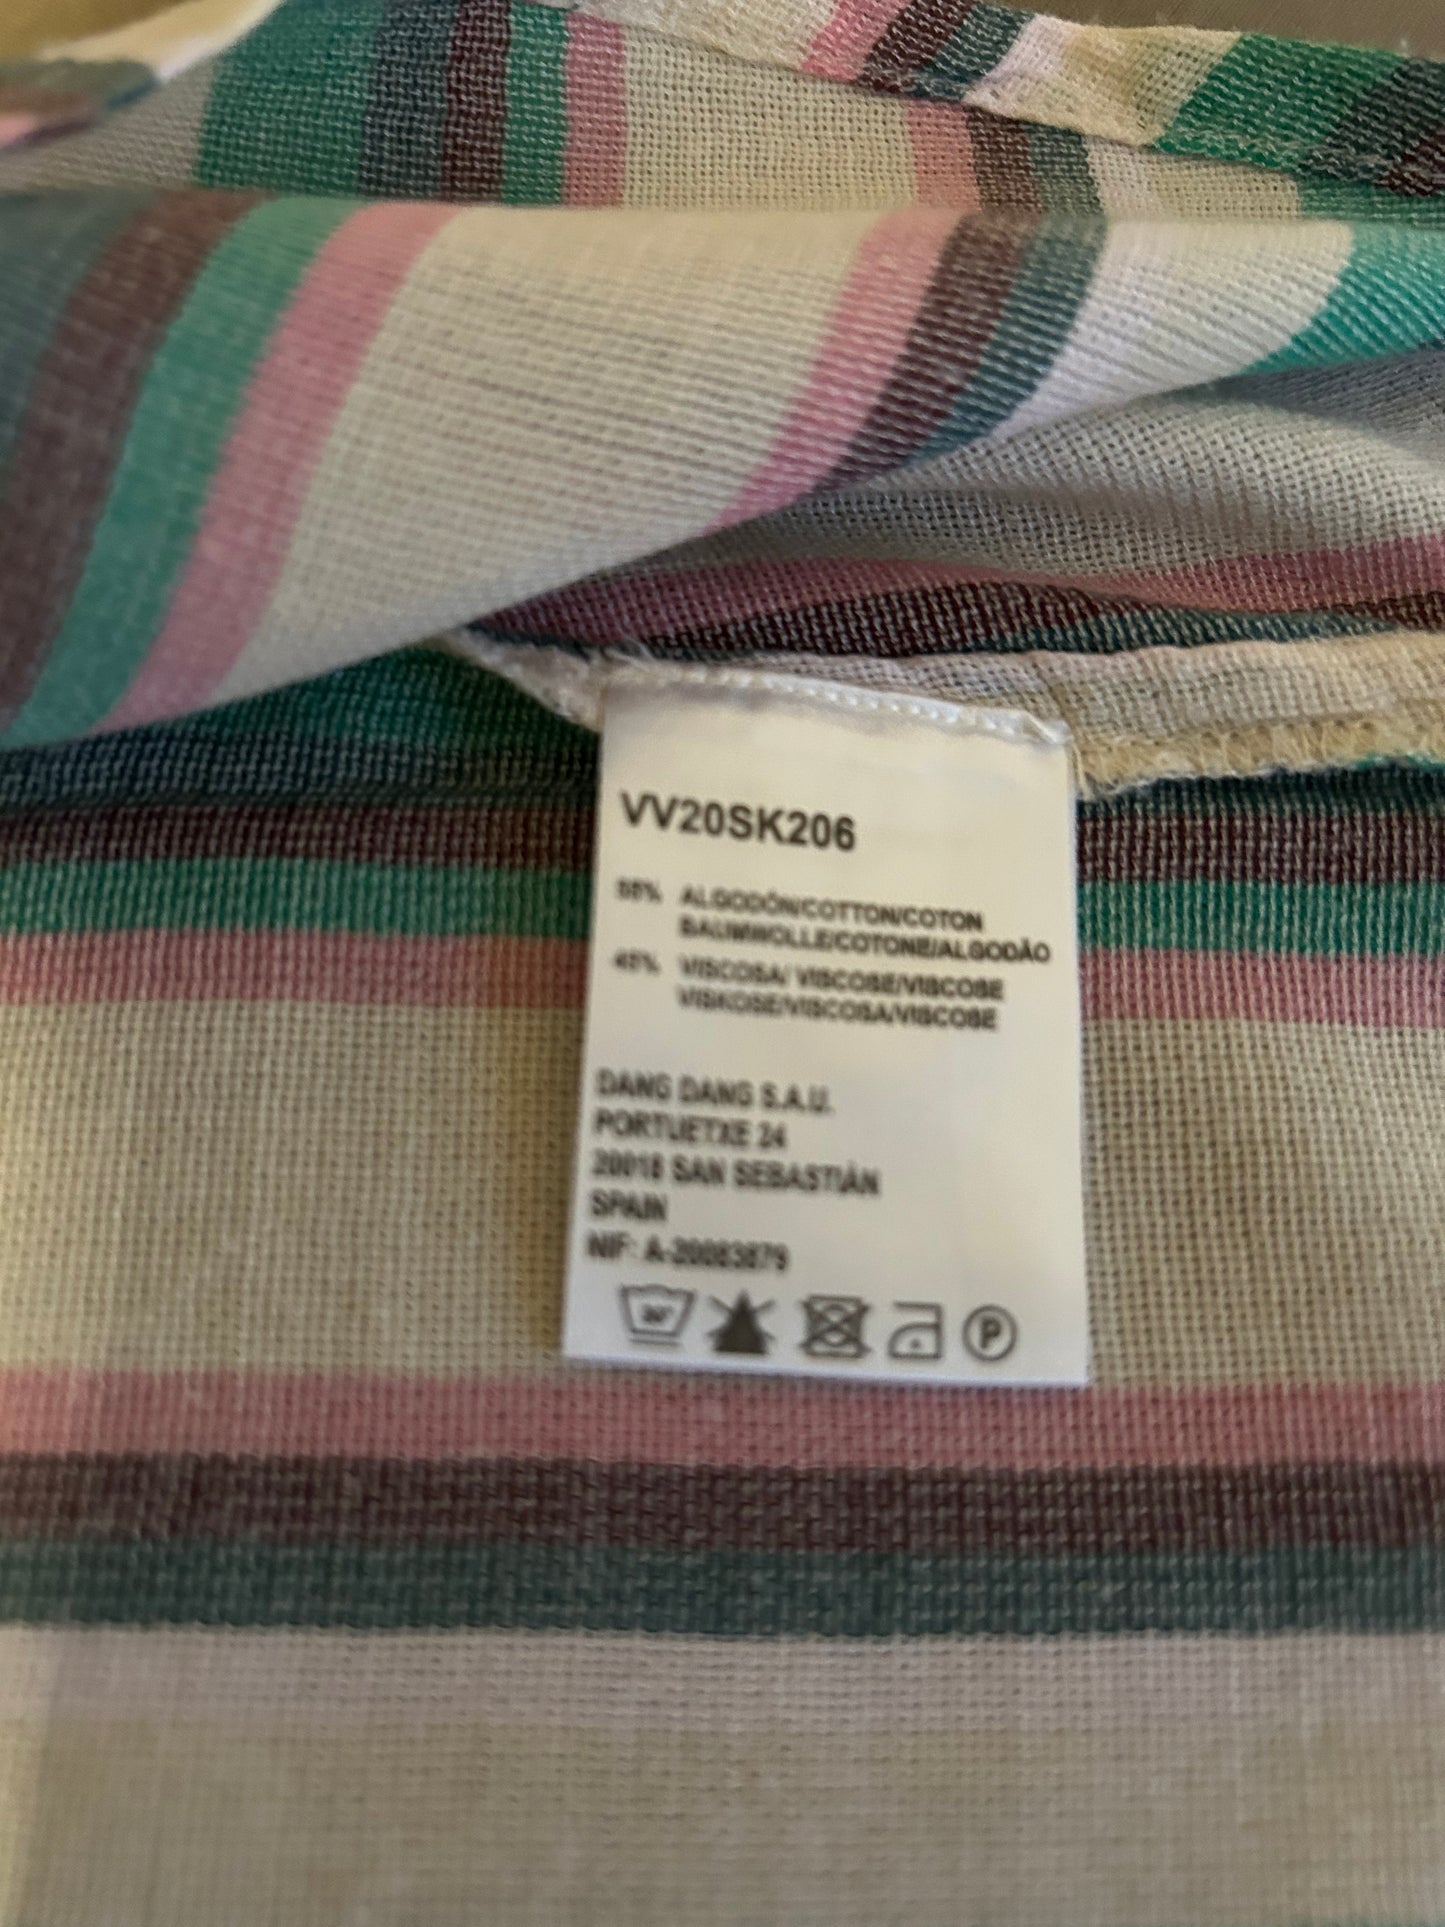 VV20SK206
55% ALGODÓN/COTTON/COTON
BAUMWOLLE/COTONE/ALGODÃO
45% VISCOSA/ VISCOSE/VISCOSE
VISKOSE/VISCOSA/VISCOSE
DANG DANG S.A.U.
PORTUETXE 24
20018 SAN SEBASTIÁN
SPAIN
NIF: A-20083879
30°
P